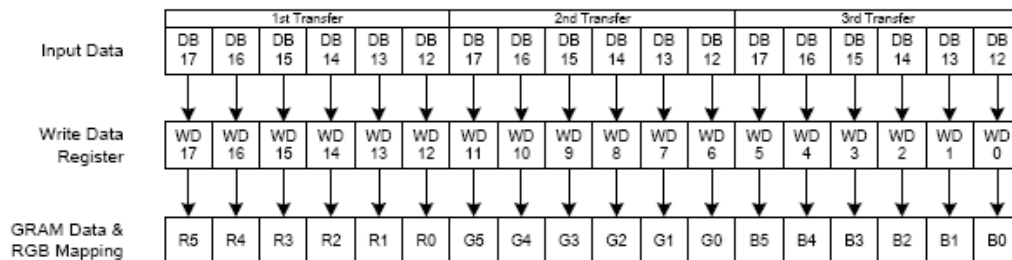 1st Transfer 2nd Transfer 3rd Transfer
Input Data
DB DB DB DB DB DB DB DB DB DB DB DB DB DB DB DB DB DB
17 16 15 14 13 12 17 16 15 14 13 12 17 16 15 14 13 12
Write Data
Register
WD WD WD WD WD WD WD WD WD WD WD WD WD WD WD WD WD WD
17 16 15 14 13 12 11 10 9 8 7 6 5 4 3 2 1 0
GRAM Data &
RGB Mapping
R5 R4 R3 R2 R1 R0 G5 G4 G3 G2 G1 G0 B5 B4 B3 B2 B1 B0